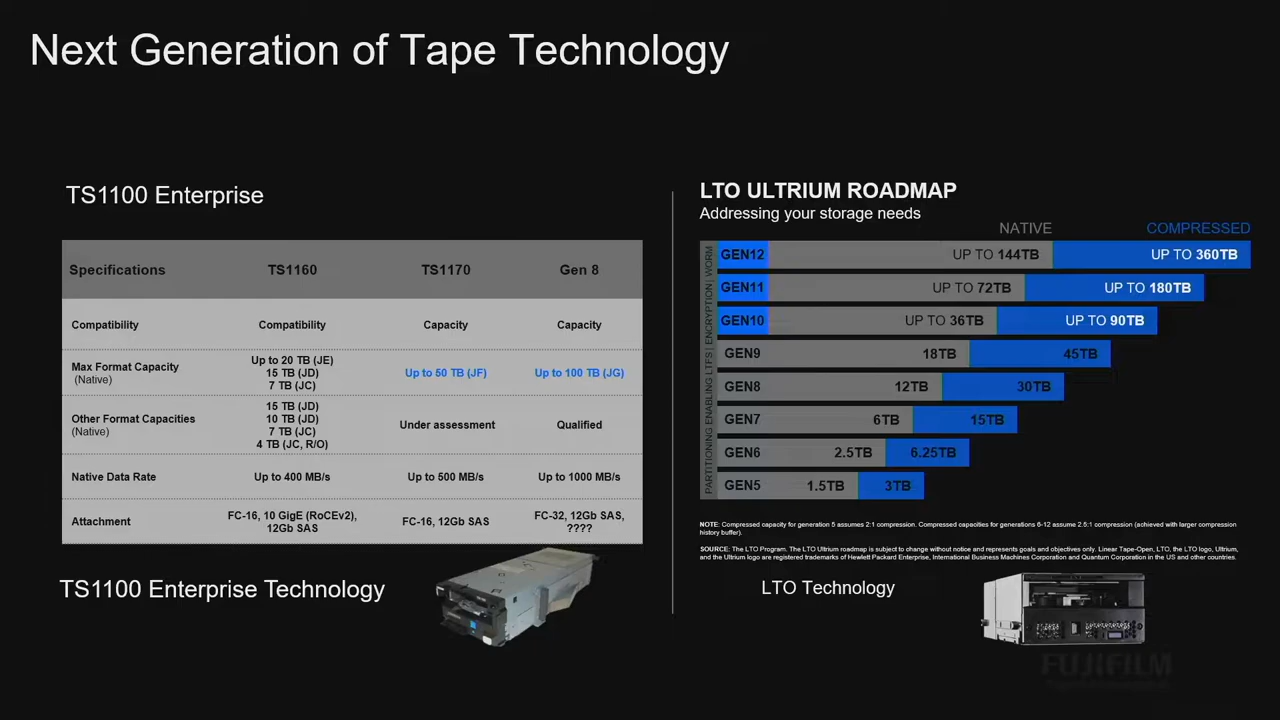 Next Generation of Tape Technology
TS1100 Enterprise
Specifications TS1160 TS1170 Gen 8
Compatibility Compatibility Capacity Capacity
Max Format Capacity
(Native)
Up to 20 TB (JE)
15 TB (JD)
7 TB (JC)
Up to 50 TB (JF)
Up to 100 TB (JG)
Other Format Capacities
(Native)
15 TB (JD)
10 TB (JD)
7 TB (JC)
4 TB (JC, R/O)
Under assessment
Qualified
Native Data Rate Up to 400 MB/s Up to 500 MB/s Up to 1000 MB/s
Attachment
FC-16, 10 GigE (RoCEv2),
12Gb SAS
FC-16, 12Gb SAS
FC-32, 12Gb SAS,
????
TS1100 Enterprise Technology
LTO ULTRIUM ROADMAP
Addressing your storage needs
NATIVE COMPRESSED
PARTITIONING ENABLING LTFS | ENCRYPTION | WORM
GEN12 UP TO 144TB UP TO 360TB
GEN11 UP TO 72TB UP TO 180TB
GEN10 UP TO 36TB UP TO 90TB
GEN9 18TB 45TB
GEN8 12TB 30TB
GEN7 6TB 15TB
GEN6 2.5TB 6.25TB
GEN5 1.5TB 3TB
NOTE: Compressed capacity for generation 5 assumes 2:1 compression. Compressed capacities for generations 6-12 assume 2.5:1 compression (achieved with larger compression
history buffer).
SOURCE: The LTO Program. The LTO Ultrium roadmap is subject to change without notice and represents goals and objectives only. Linear Tape-Open, LTO, the LTO logo, Ultrium,
and the Ultrium logo are registered trademarks of Hewlett Packard Enterprise, International Business Machines Corporation and Quantum Corporation in the US and other countries.
LTO Technology
FUJIFILM